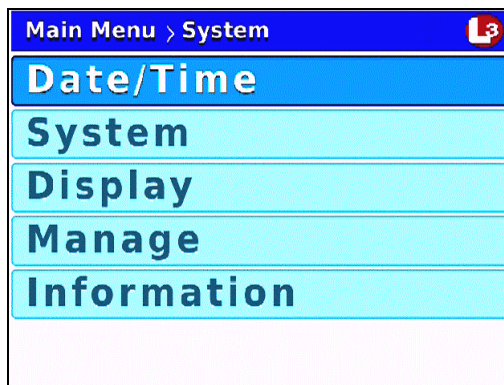 Main Menu > System
L3
Date/Time
System
Display
Manage
Information